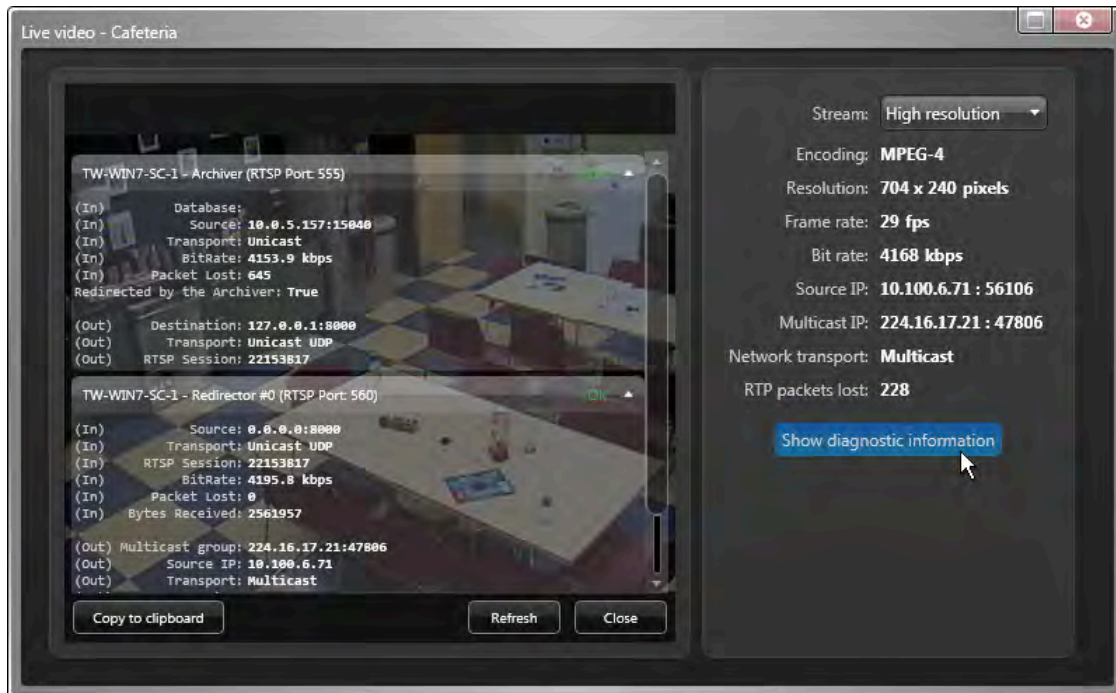 Live video - Cafeteria
TW-WIN7-SC-1 - Archiver (RTSP Port: 555)
(In) Database:
(In) Source: 10.0.5.157:15040
(In) Transport: Unicast
(In) BitRate: 4153.9 kbps
(In) Packet Lost: 645
Redirected by the Archiver: True
(Out) Destination: 127.0.0.1:8000
(Out) Transport: Unicast UDP
(Out) RTSP Session: 22153817
TW-WIN7-SC-1 - Redirector #0 (RTSP Port: 560)
OK
(In) Source: 0.0.0.0:8000
(In) Transport: Unicast UDP
(In) RTSP Session: 22153817
(In) BitRate: 4195.8 kbps
(In) Packet Lost: 0
(In) Bytes Received: 2561957
(Out) Multicast group: 224.16.17.21:47806
(Out) Source IP: 10.100.6.71
(Out) Transport: Multicast
Copy to clipboard
Refresh
Close
Stream: High resolution
Encoding: MPEG-4
Resolution: 704 x 240 pixels
Frame rate: 29 fps
Bit rate: 4168 kbps
Source IP: 10.100.6.71 : 56106
Multicast IP: 224.16.17.21 : 47806
Network transport: Multicast
RTP packets lost: 228
Show diagnostic information